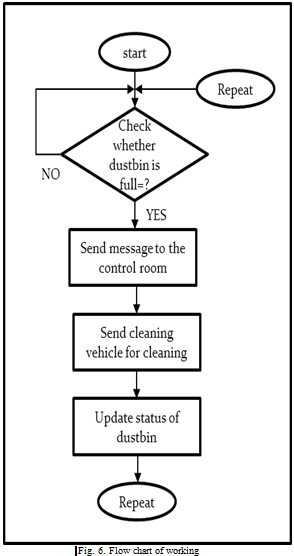 start
Repeat
Check
whether
dustbin is
full=?
NO
YES
Send message to the
control room
Send cleaning
vehicle for cleaning
Update status of
dustbin
Repeat
Fig. 6. Flow chart of working